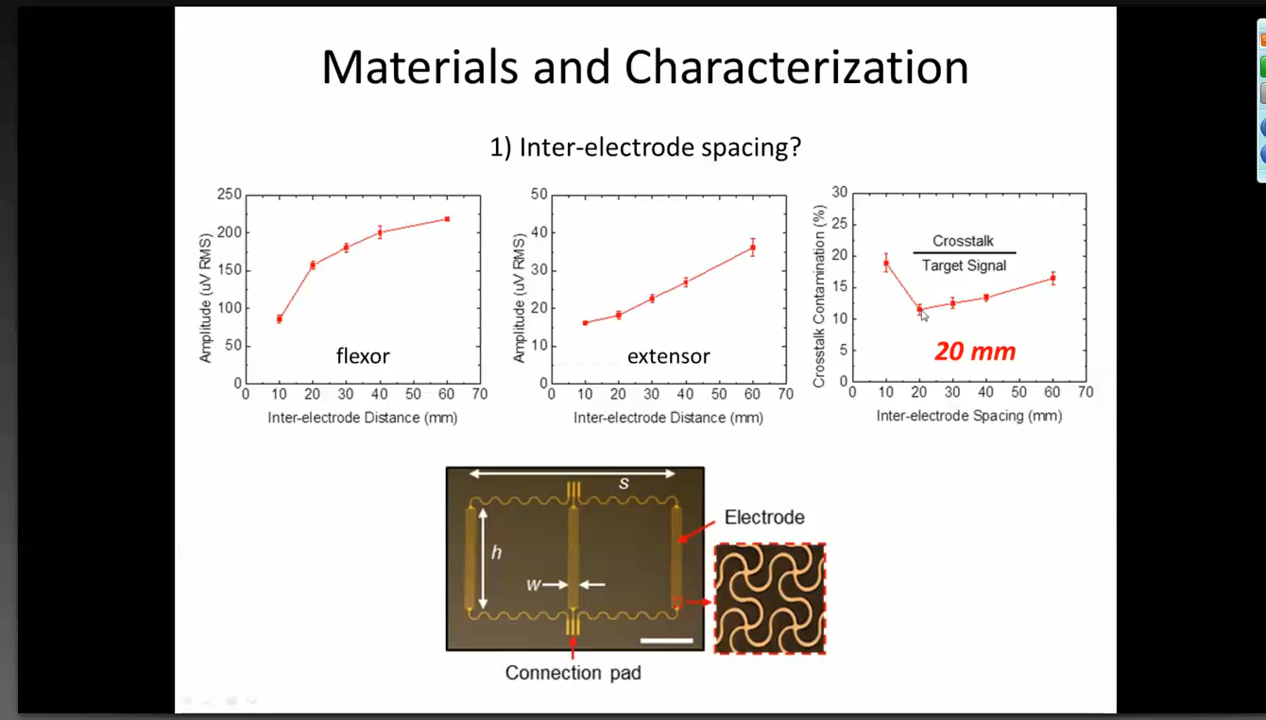 Materials and Characterization
1) Inter-electrode spacing?
250
200
150
100
50
0
Amplitude (uV RMS)
flexor
0 10 20 30 40 50 60 70
Inter-electrode Distance (mm)
50
40
30
20
10
0
Amplitude (uV RMS)
extensor
0 10 20 30 40 50 60 70
Inter-electrode Distance (mm)
30
25
20
15
10
5
0
Crosstalk Contamination (%)
Crosstalk
Target Signal
20 mm
0 10 20 30 40 50 60 70
Inter-electrode Spacing (mm)
s
h
w
Electrode
Connection pad